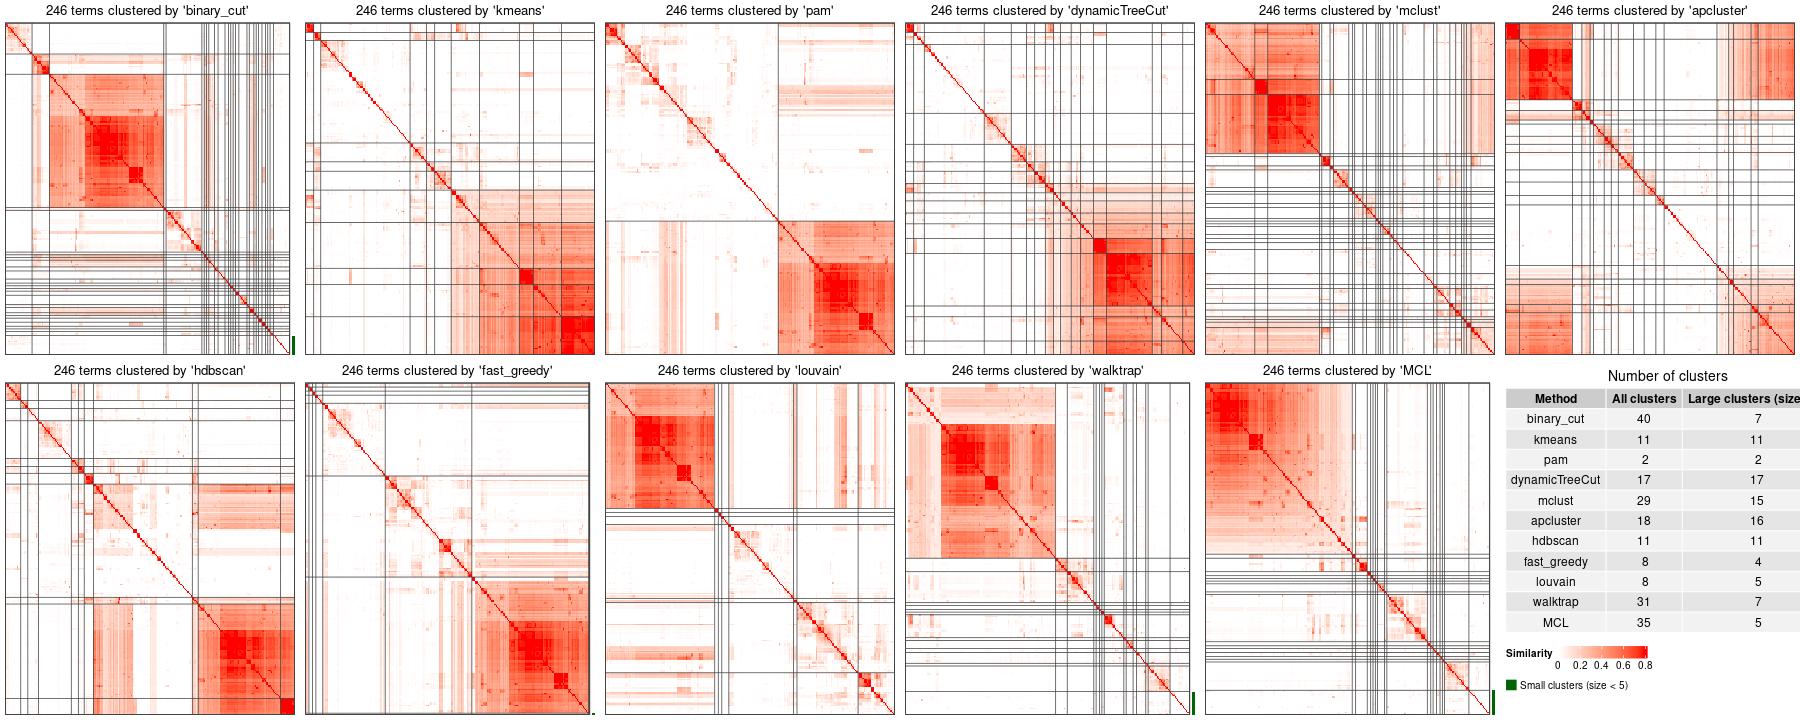 246 terms clustered by 'binary_cut'
246 terms clustered by 'kmeans'
246 terms clustered by 'pam'
246 terms clustered by 'dynamicTreeCut'
246 terms clustered by 'mclust'
246 terms clustered by 'apcluster'
246 terms clustered by 'hdbscan'
246 terms clustered by 'fast_greedy'
246 terms clustered by 'louvain'
246 terms clustered by 'walktrap'
246 terms clustered by 'MCL'
Number of clusters
Method All clusters Large clusters (size
binary_cut 40 7
kmeans 11 11
pam 2 2
dynamicTreeCut 17 17
mclust 29 15
apcluster 18 16
hdbscan 11 11
fast_greedy 8 4
louvain 8 5
walktrap 31 7
MCL 35 5
Similarity
0 0.2 0.4 0.6 0.8
Small clusters (size < 5)